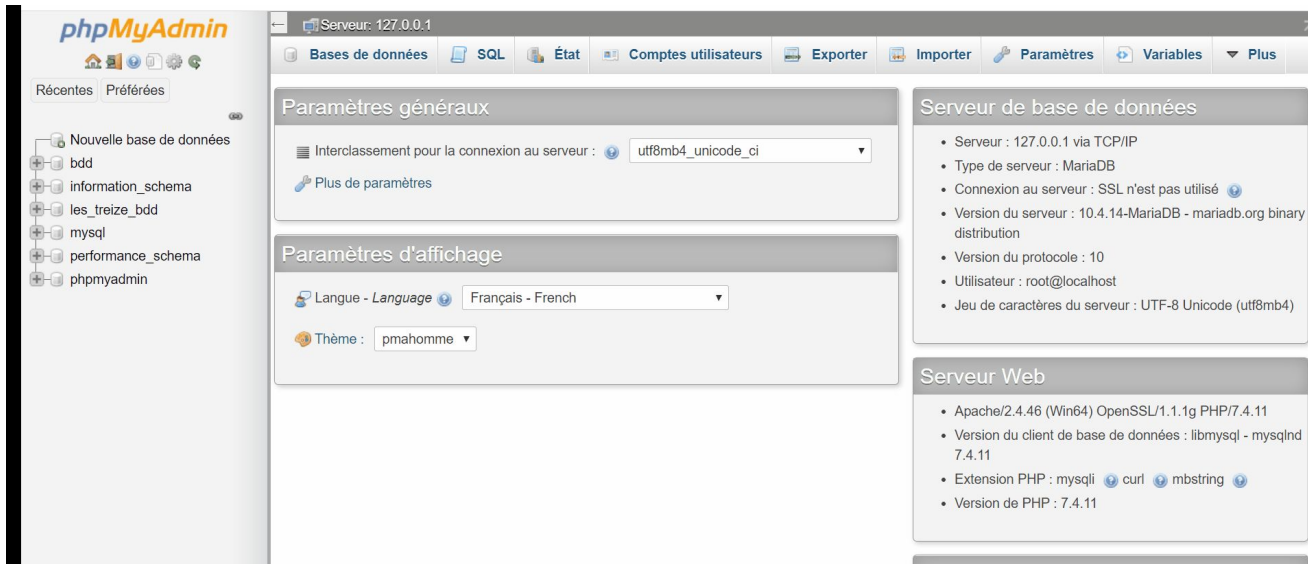 phpMyAdmin
Récentes Préférées
Nouvelle base de données
bdd
information_schema
les_treize_bdd
mysql
performance_schema
phpmyadmin
Serveur: 127.0.0.1
Bases de données SQL État Comptes utilisateurs Exporter Importer Paramètres Variables Plus
Paramètres généraux
Interclassement pour la connexion au serveur : utf8mb4_unicode_ci
Plus de paramètres
Paramètres d'affichage
Langue - Language Français - French
Thème : pmahomme
Serveur de base de données
Serveur : 127.0.0.1 via TCP/IP
Type de serveur : MariaDB
Connexion au serveur : SSL n'est pas utilisé
Version du serveur : 10.4.14-MariaDB - mariadb.org binary
distribution
Version du protocole : 10
Utilisateur : root@localhost
Jeu de caractères du serveur : UTF-8 Unicode (utf8mb4)
Serveur Web
Apache/2.4.46 (Win64) OpenSSL/1.1.1g PHP/7.4.11
Version du client de base de données : libmysql - mysqlnd
7.4.11
Extension PHP : mysqli curl mbstring
Version de PHP : 7.4.11